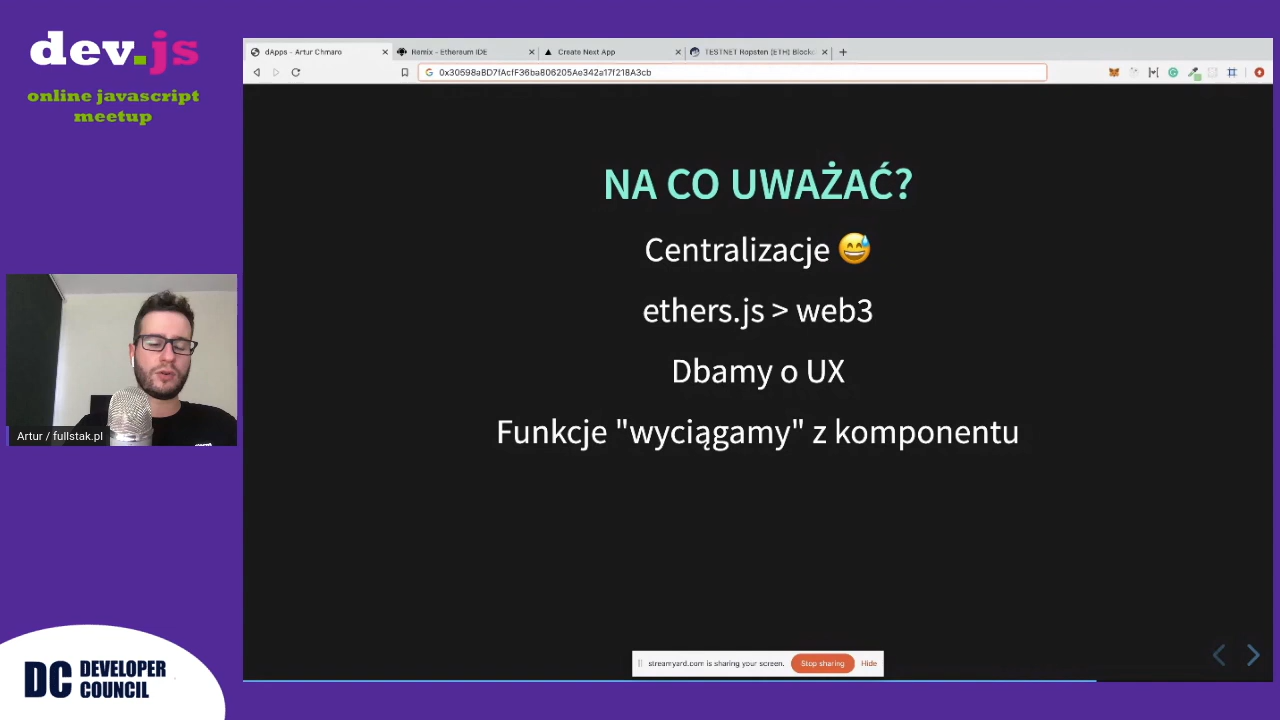 dev.js
online javascript
meetup
dApps - Artur Chmaro
Remix - Ethereum IDE
Create Next App
TESTNET Ropsten (ETH) Blockc
0x30598aBD7fAcfF36ba806205Ae342a17f218A3cb
NA CO UWAŻAĆ?
Centralizacje 😅
ethers.js > web3
Dbamy o UX
Funkcje "wyciągamy" z komponentu
Artur / fullstak.pl
streamyard.com is sharing your screen.
Stop sharing
Hide
DC DEVELOPER
COUNCIL